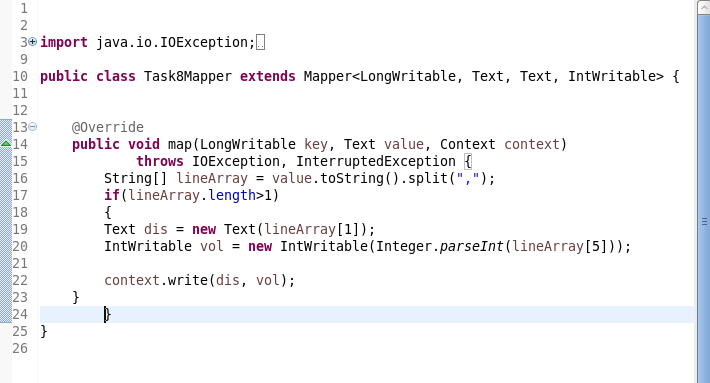 1
2
3 import java.io.IOException;
9
10 public class Task8Mapper extends Mapper<LongWritable, Text, Text, IntWritable> {
11
12
13 @Override
14 public void map(LongWritable key, Text value, Context context)
15 throws IOException, InterruptedException {
16 String[] lineArray = value.toString().split(",");
17 if(lineArray.length>1)
18 {
19 Text dis = new Text(lineArray[1]);
20 IntWritable vol = new IntWritable(Integer.parseInt(lineArray[5]));
21
22 context.write(dis, vol);
23 }
24 }
25 }
26